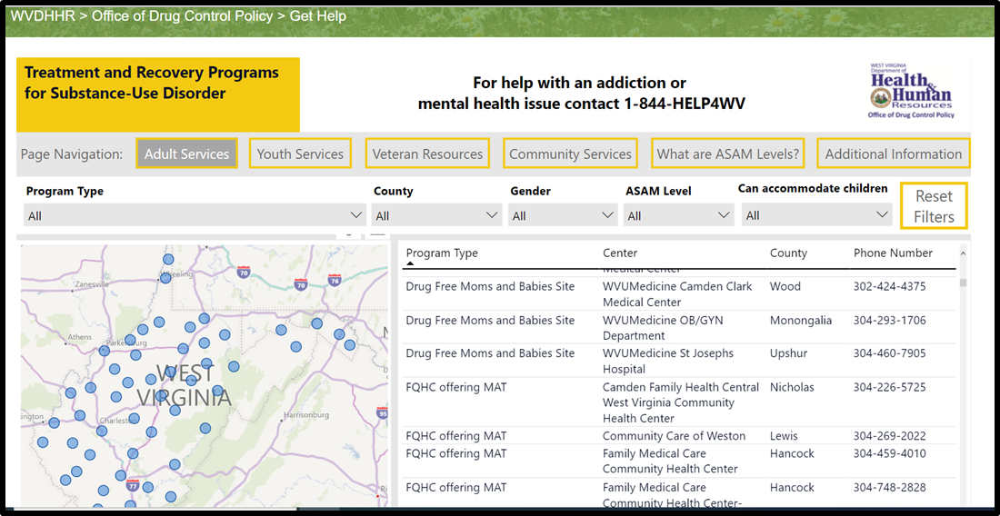 WVDHHR > Office of Drug Control Policy > Get Help
Treatment and Recovery Programs
for Substance-Use Disorder
For help with an addiction or
mental health issue contact 1-844-HELP4WV
WEST VIRGINIA
Department of
Health &
Human
Resources
Office of Drug Control Policy
Page Navigation: Adult Services Youth Services Veteran Resources Community Services What are ASAM Levels? Additional Information
Program Type County Gender ASAM Level Can accommodate children
Reset
Filters
All All All All All
Program Type Center County Phone Number
Medical Center
Drug Free Moms and Babies Site WVUMedicine Camden Clark Wood 302-424-4375
Medical Center
Drug Free Moms and Babies Site WVUMedicine OB/GYN Monongalia 304-293-1706
Department
Drug Free Moms and Babies Site WVUMedicine St Josephs Upshur 304-460-7905
Hospital
FQHC offering MAT Camden Family Health Central Nicholas 304-226-5725
West Virginia Community
Health Center
FQHC offering MAT Community Care of Weston Lewis 304-269-2022
FQHC offering MAT Family Medical Care Hancock 304-459-4010
Community Health Center
FQHC offering MAT Family Medical Care Hancock 304-748-2828
Community Health Center-
Wheeling
70
70
76
Zanesville
Athens
Parkersburg
WEST
VIRGINIA
ington
Charleston
Harrisonburg
95
77